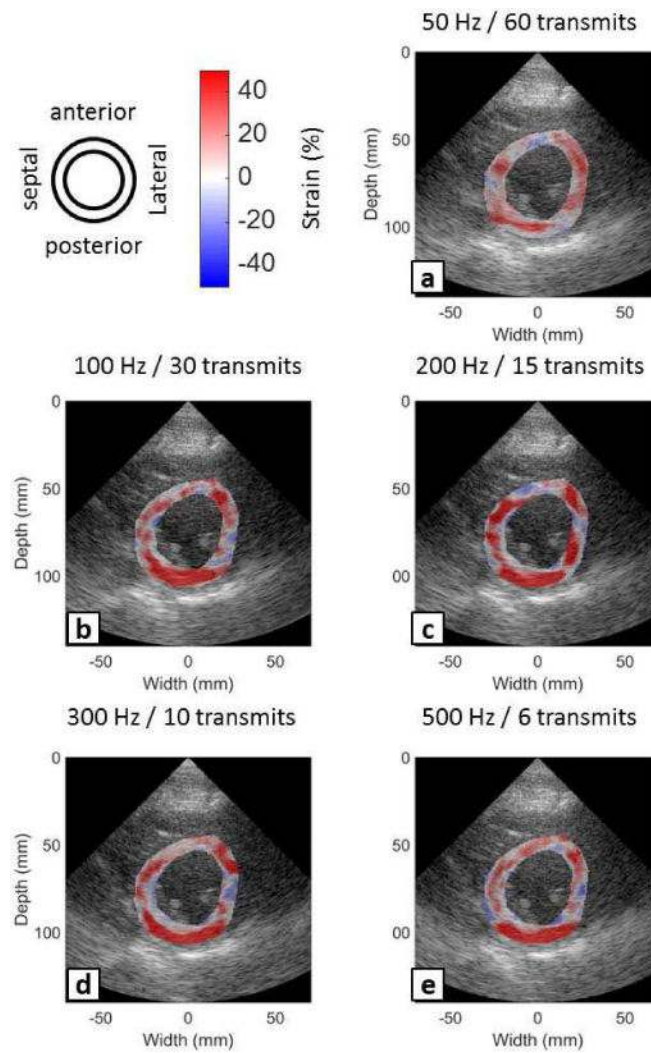 50 Hz / 60 transmits
anterior
septal
Lateral
posterior
40
20
0
-20
-40
Strain (%)
0
50
100
Depth (mm)
a
-50
0
50
Width (mm)
100 Hz / 30 transmits
0
50
100
Depth (mm)
b
-50
0
50
Width (mm)
200 Hz / 15 transmits
0
50
00
Depth (mm)
c
-50
0
50
Width (mm)
300 Hz / 10 transmits
0
50
100
Depth (mm)
d
-50
0
50
Width (mm)
500 Hz / 6 transmits
0
50
00
Depth (mm)
e
-50
0
50
Width (mm)